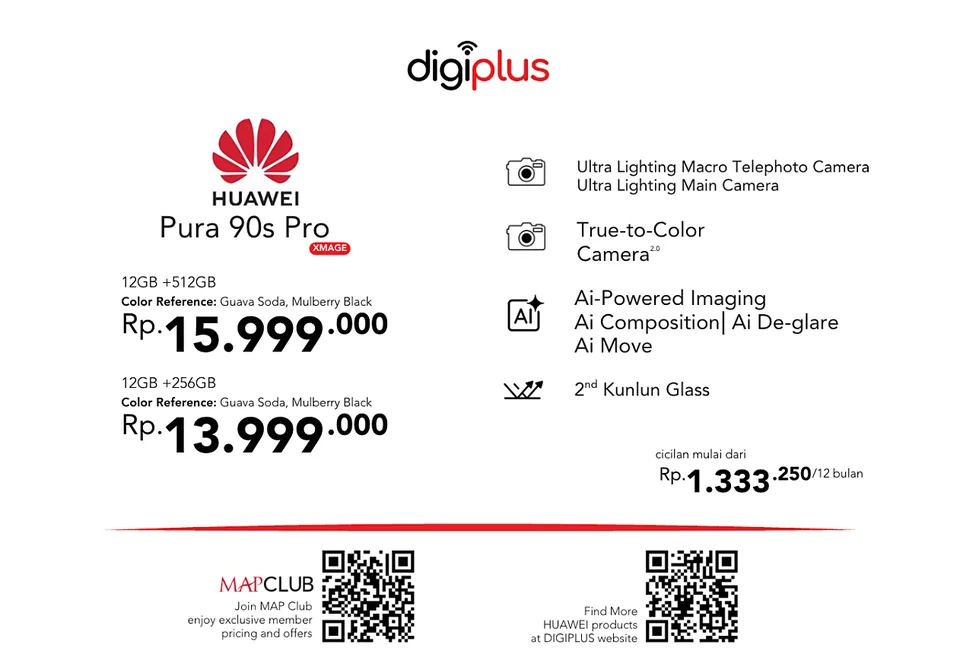 digiplus
HUAWEI
Pura 90s Pro
XMAGE
12GB +512GB
Color Reference: Guava Soda, Mulberry Black
Rp.15.999.000
12GB +256GB
Color Reference: Guava Soda, Mulberry Black
Rp.13.999.000
Ultra Lighting Macro Telephoto Camera
Ultra Lighting Main Camera
True-to-Color
Camera2.0
AI
Ai-Powered Imaging
Ai Composition| Ai De-glare
Ai Move
2nd Kunlun Glass
cicilan mulai dari
Rp.1.333.250/12 bulan
MAPCLUB
Join MAP Club
enjoy exclusive member
pricing and offers
Find More
HUAWEI products
at DIGIPLUS website